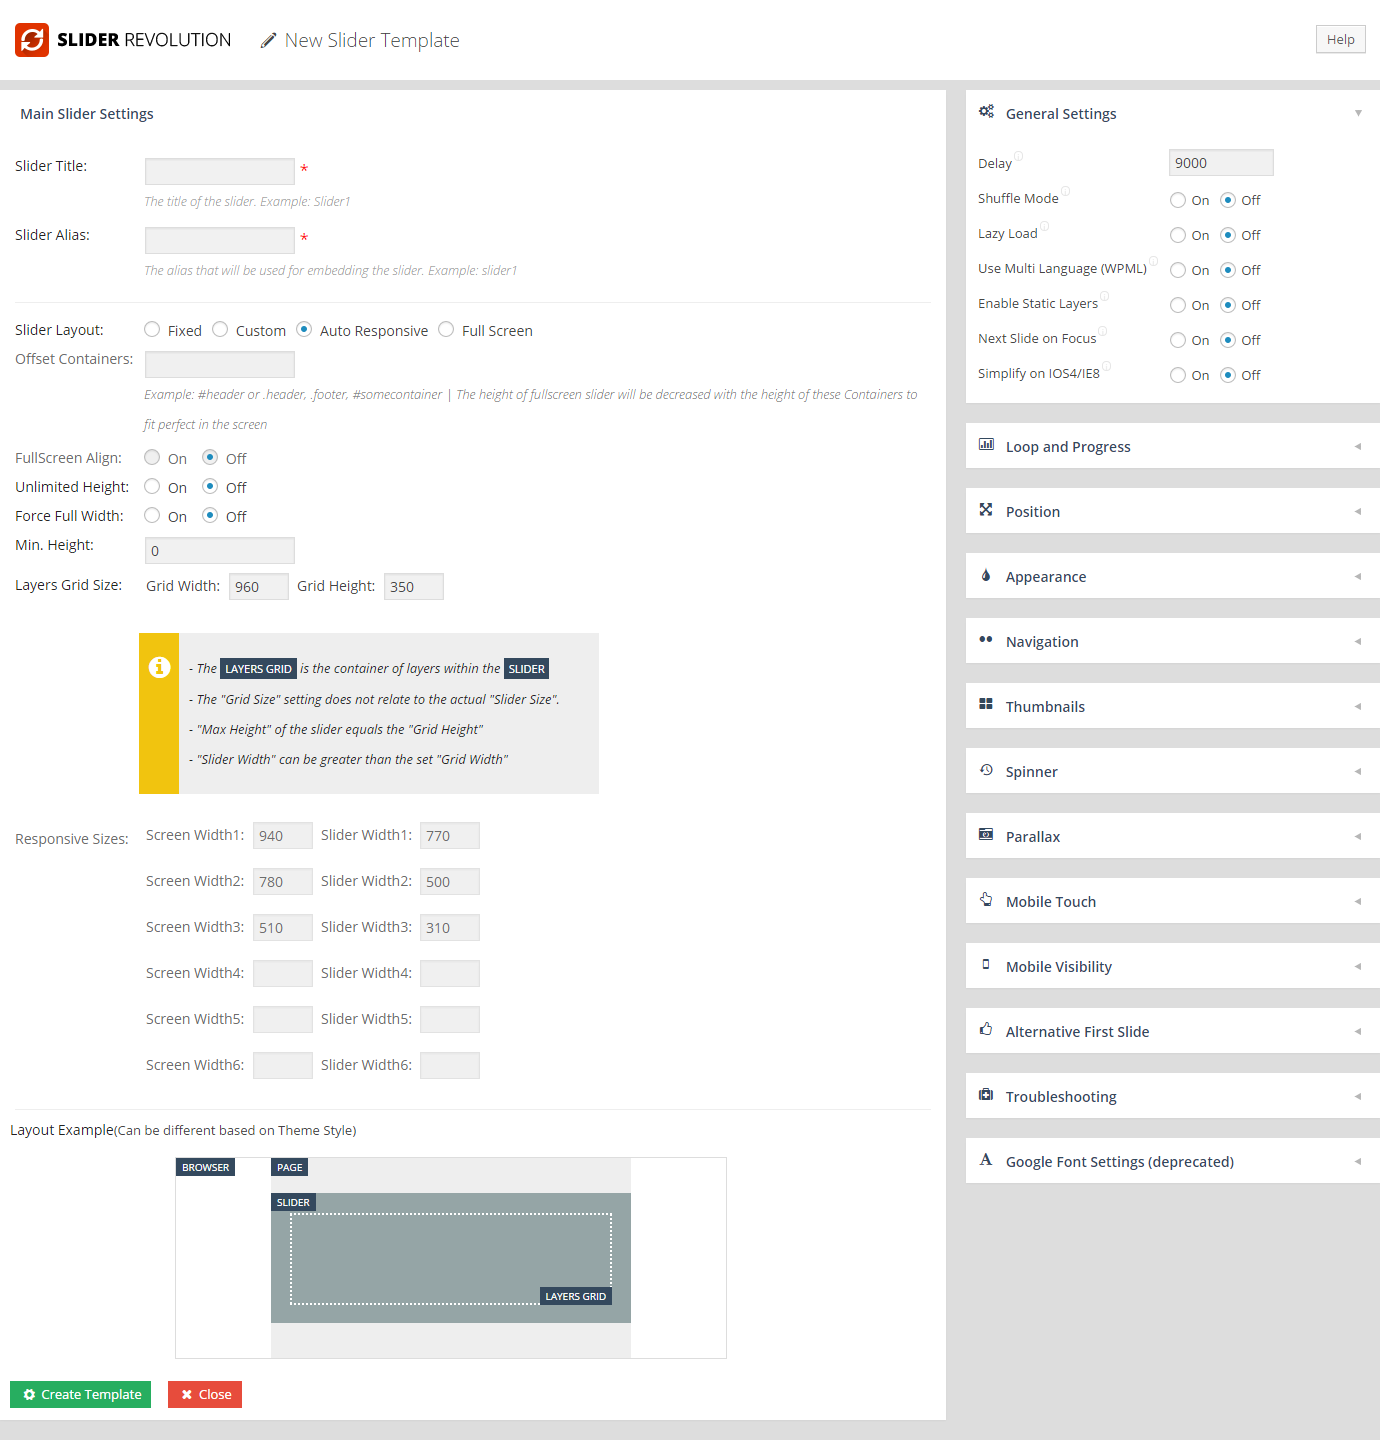 SLIDER REVOLUTION New Slider Template Help
Main Slider Settings
Slider Title: *
The title of the slider. Example: Slider1
Slider Alias: *
The alias that will be used for embedding the slider. Example: slider1
Slider Layout: Fixed Custom Auto Responsive Full Screen
Offset Containers:
Example: #header or .header, .footer, #somecontainer | The height of fullscreen slider will be decreased with the height of these Containers to
fit perfect in the screen
FullScreen Align: On Off
Unlimited Height: On Off
Force Full Width: On Off
Min. Height: 0
Layers Grid Size: Grid Width: 960 Grid Height: 350
- The LAYERS GRID is the container of layers within the SLIDER
- The "Grid Size" setting does not relate to the actual "Slider Size".
- "Max Height" of the slider equals the "Grid Height"
- "Slider Width" can be greater than the set "Grid Width"
Responsive Sizes: Screen Width1: 940 Slider Width1: 770
Screen Width2: 780 Slider Width2: 500
Screen Width3: 510 Slider Width3: 310
Screen Width4: Slider Width4:
Screen Width5: Slider Width5:
Screen Width6: Slider Width6:
Layout Example(Can be different based on Theme Style)
BROWSER PAGE
SLIDER
LAYERS GRID
Create Template Close
General Settings
Delay 9000
Shuffle Mode On Off
Lazy Load On Off
Use Multi Language (WPML) On Off
Enable Static Layers On Off
Next Slide on Focus On Off
Simplify on IOS4/IE8 On Off
Loop and Progress
Position
Appearance
Navigation
Thumbnails
Spinner
Parallax
Mobile Touch
Mobile Visibility
Alternative First Slide
Troubleshooting
Google Font Settings (deprecated)